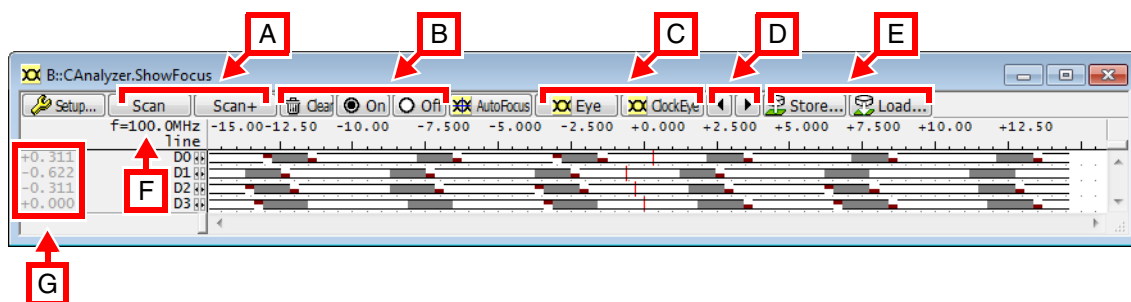 A B C D E
B::CAnalyzer.ShowFocus
Setup... Scan Scan+ Clear On Off AutoFocus Eye ClockEye Store... Load...
f=100.0MHz -15.00-12.50 -10.00 -7.500 -5.000 -2.500 +0.000 +2.500 +5.000 +7.500 +10.00 +12.50
line
+0.311 D0
-0.622 D1
-0.311 D2
+0.000 D3
F
G